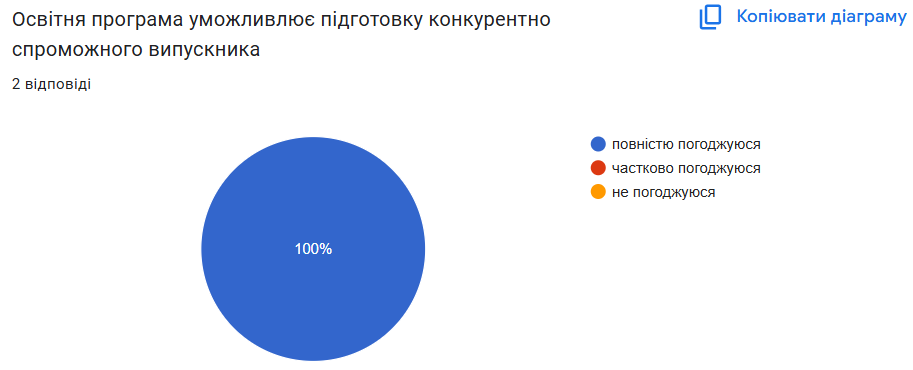 Освітня програма уможливлює підготовку конкурентно
спроможного випускника
Копіювати діаграму
2 відповіді
повністю погоджуюся
частково погоджуюся
не погоджуюся
100%